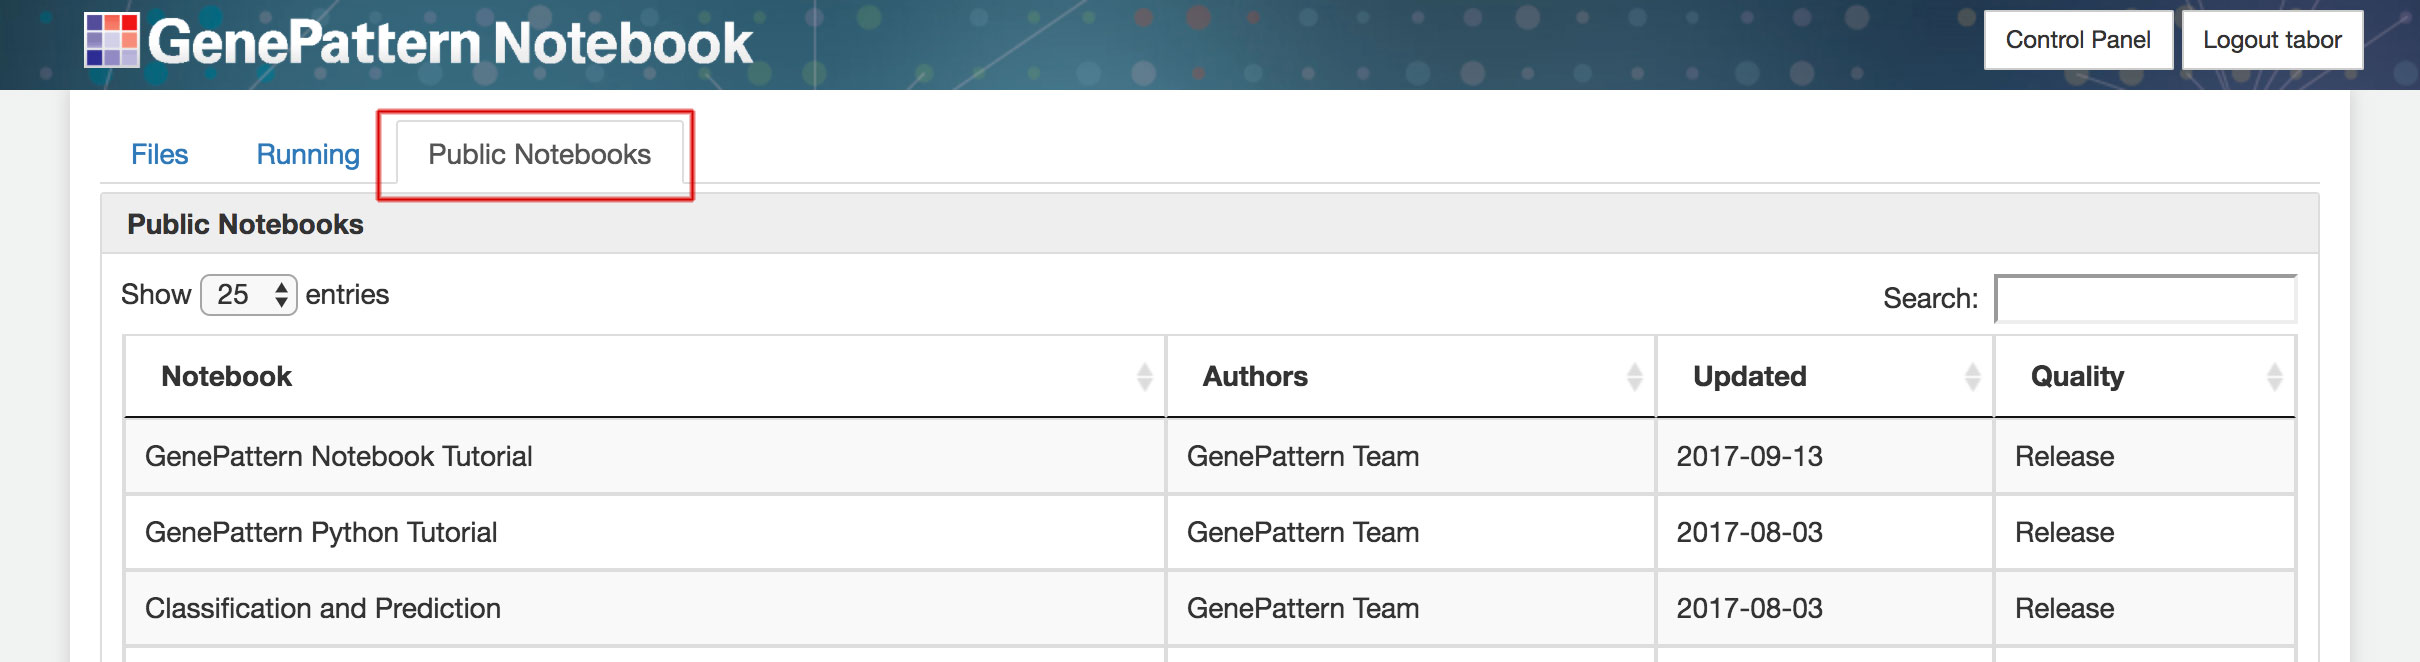 GenePattern Notebook
Control Panel
Logout tabor
Files
Running
Public Notebooks
Public Notebooks
Show 25 entries
Search:
Notebook Authors Updated Quality
GenePattern Notebook Tutorial GenePattern Team 2017-09-13 Release
GenePattern Python Tutorial GenePattern Team 2017-08-03 Release
Classification and Prediction GenePattern Team 2017-08-03 Release